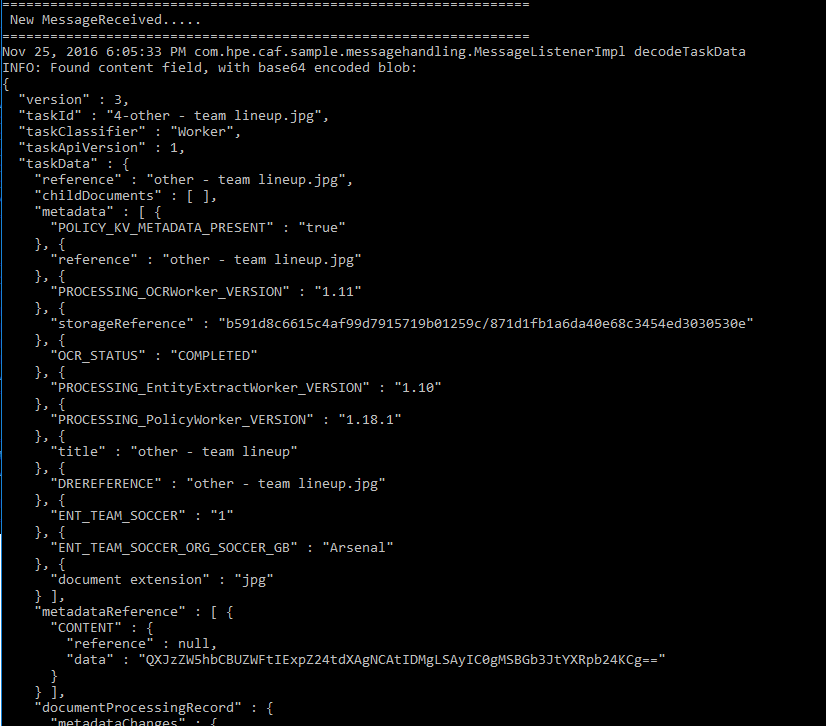 ==================================================================
New MessageReceived.....
==================================================================
Nov 25, 2016 6:05:33 PM com.hpe.caf.sample.messagehandling.MessageListenerImpl decodeTaskData
INFO: Found content field, with base64 encoded blob:
{
"version" : 3,
"taskId" : "4-other - team lineup.jpg",
"taskClassifier" : "Worker",
"taskApiVersion" : 1,
"taskData" : {
"reference" : "other - team lineup.jpg",
"childDocuments" : [ ],
"metadata" : [ {
"POLICY_KV_METADATA_PRESENT" : "true"
}, {
"reference" : "other - team lineup.jpg"
}, {
"PROCESSING_OCRWorker_VERSION" : "1.11"
}, {
"storageReference" : "b591d8c6615c4af99d7915719b01259c/871d1fb1a6da40e68c3454ed3030530e"
}, {
"OCR_STATUS" : "COMPLETED"
}, {
"PROCESSING_EntityExtractWorker_VERSION" : "1.10"
}, {
"PROCESSING_PolicyWorker_VERSION" : "1.18.1"
}, {
"title" : "other - team lineup"
}, {
"DREREFERENCE" : "other - team lineup.jpg"
}, {
"ENT_TEAM_SOCCER" : "1"
}, {
"ENT_TEAM_SOCCER_ORG_SOCCER_GB" : "Arsenal"
}, {
"document extension" : "jpg"
} ],
"metadataReference" : [ {
"CONTENT" : {
"reference" : null,
"data" : "QXJzZW5hbCBUZWFtIExpZ24tdXAgNCAtIDMgLSAyIC0gMSBGb3JtYXRpb24KCg=="
}
} ],
"documentProcessingRecord" : {
"metadataChanges" : {